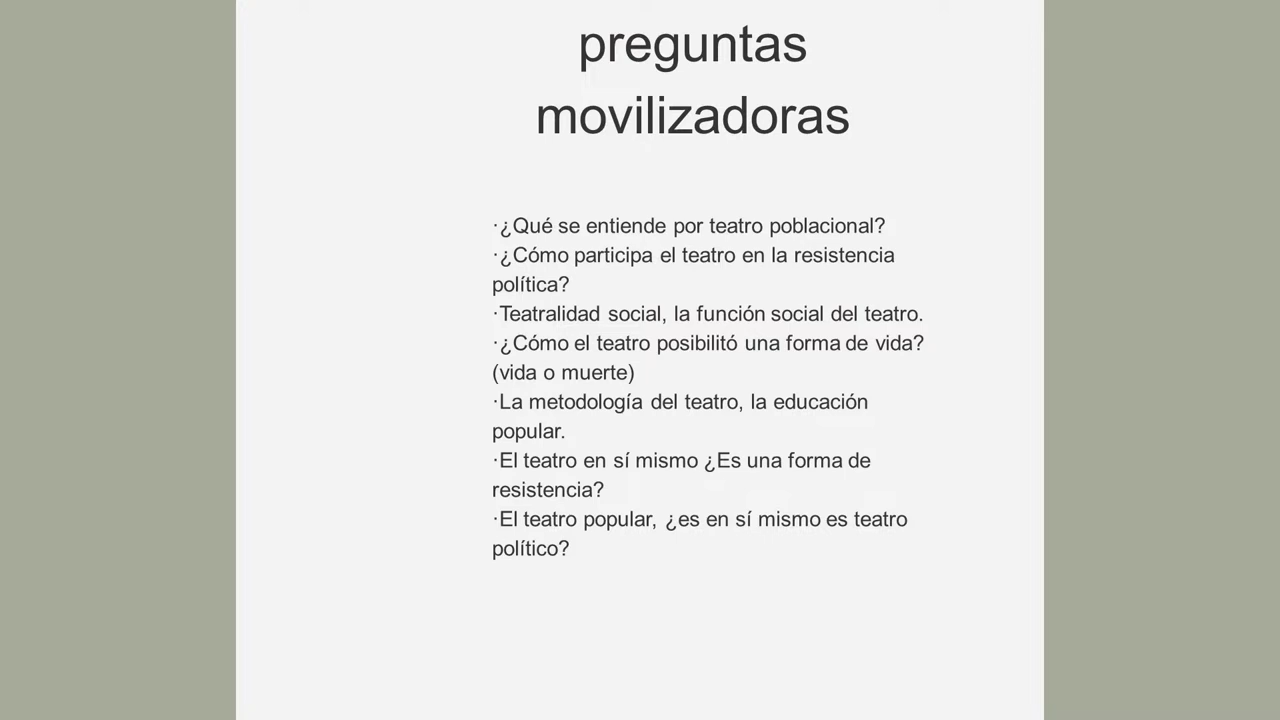 preguntas
movilizadoras
·¿Qué se entiende por teatro poblacional?
·¿Cómo participa el teatro en la resistencia
política?
·Teatralidad social, la función social del teatro.
·¿Cómo el teatro posibilitó una forma de vida?
(vida o muerte)
·La metodología del teatro, la educación
popular.
·El teatro en sí mismo ¿Es una forma de
resistencia?
·El teatro popular, ¿es en sí mismo es teatro
político?